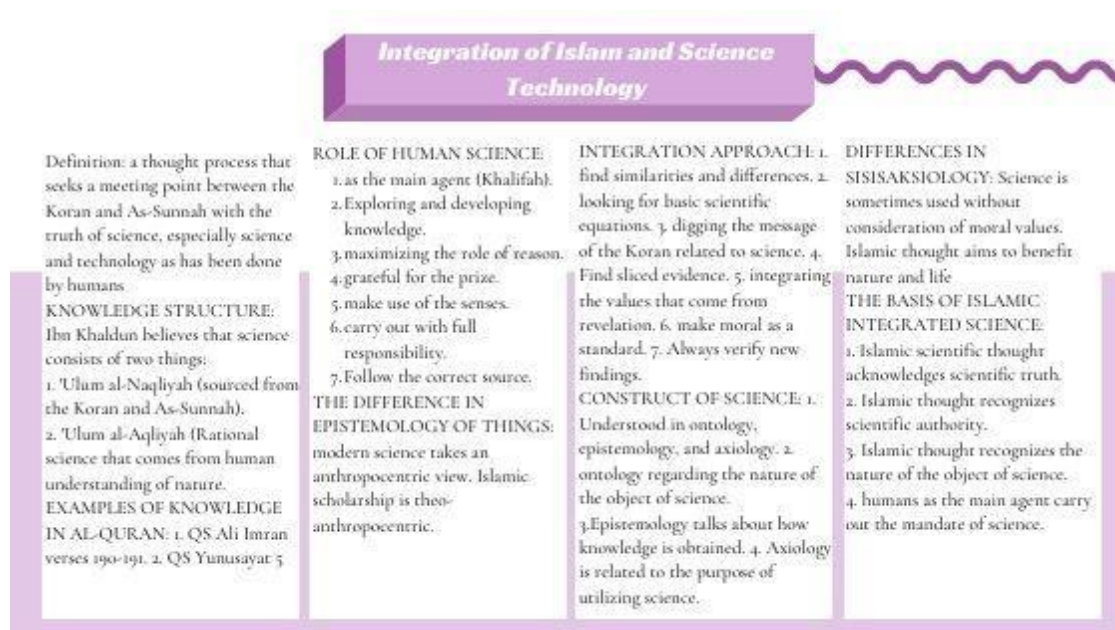 Integration of Islam and Science
Technology
Definition: a thought process that
seeks a meeting point between the
Koran and As-Sunnah with the
truth of science, especially science
and technology as has been done
by humans
KNOWLEDGE STRUCTURE:
Ibn Khaldun believes that science
consists of two things:
1. 'Ulum al-Naqliyah (sourced from
the Koran and As-Sunnah).
2. 'Ulum al-Aqliyah (Rational
science that comes from human
understanding of nature.
EXAMPLES OF KNOWLEDGE
IN AL-QURAN: 1. QS Ali Imran
verses 190-191. 2. QS Yunusayat 5
ROLE OF HUMAN SCIENCE:
1. as the main agent (Khalifah).
2. Exploring and developing
knowledge.
3. maximizing the role of reason.
4. grateful for the prize.
5. make use of the senses.
6. carry out with full
responsibility.
7. Follow the correct source.
THE DIFFERENCE IN
EPISTEMOLOGY OF THINGS:
modern science takes an
anthropocentric view. Islamic
scholarship is theo-
anthropocentric.
INTEGRATION APPROACH: 1.
find similarities and differences. 2.
looking for basic scientific
equations. 3. digging the message
of the Koran related to science. 4.
Find sliced evidence. 5. integrating
the values that come from
revelation. 6. make moral as a
standard. 7. Always verify new
findings.
CONSTRUCT OF SCIENCE: 1.
Understood in ontology,
epistemology, and axiology. 2.
ontology regarding the nature of
the object of science.
3.Epistemology talks about how
knowledge is obtained. 4. Axiology
is related to the purpose of
utilizing science.
DIFFERENCES IN
SISISAKSIOLOGY: Science is
sometimes used without
consideration of moral values.
Islamic thought aims to benefit
nature and life
THE BASIS OF ISLAMIC
INTEGRATED SCIENCE:
1. Islamic scientific thought
acknowledges scientific truth.
2. Islamic thought recognizes
scientific authority.
3. Islamic thought recognizes the
nature of the object of science.
4. humans as the main agent carry
out the mandate of science.